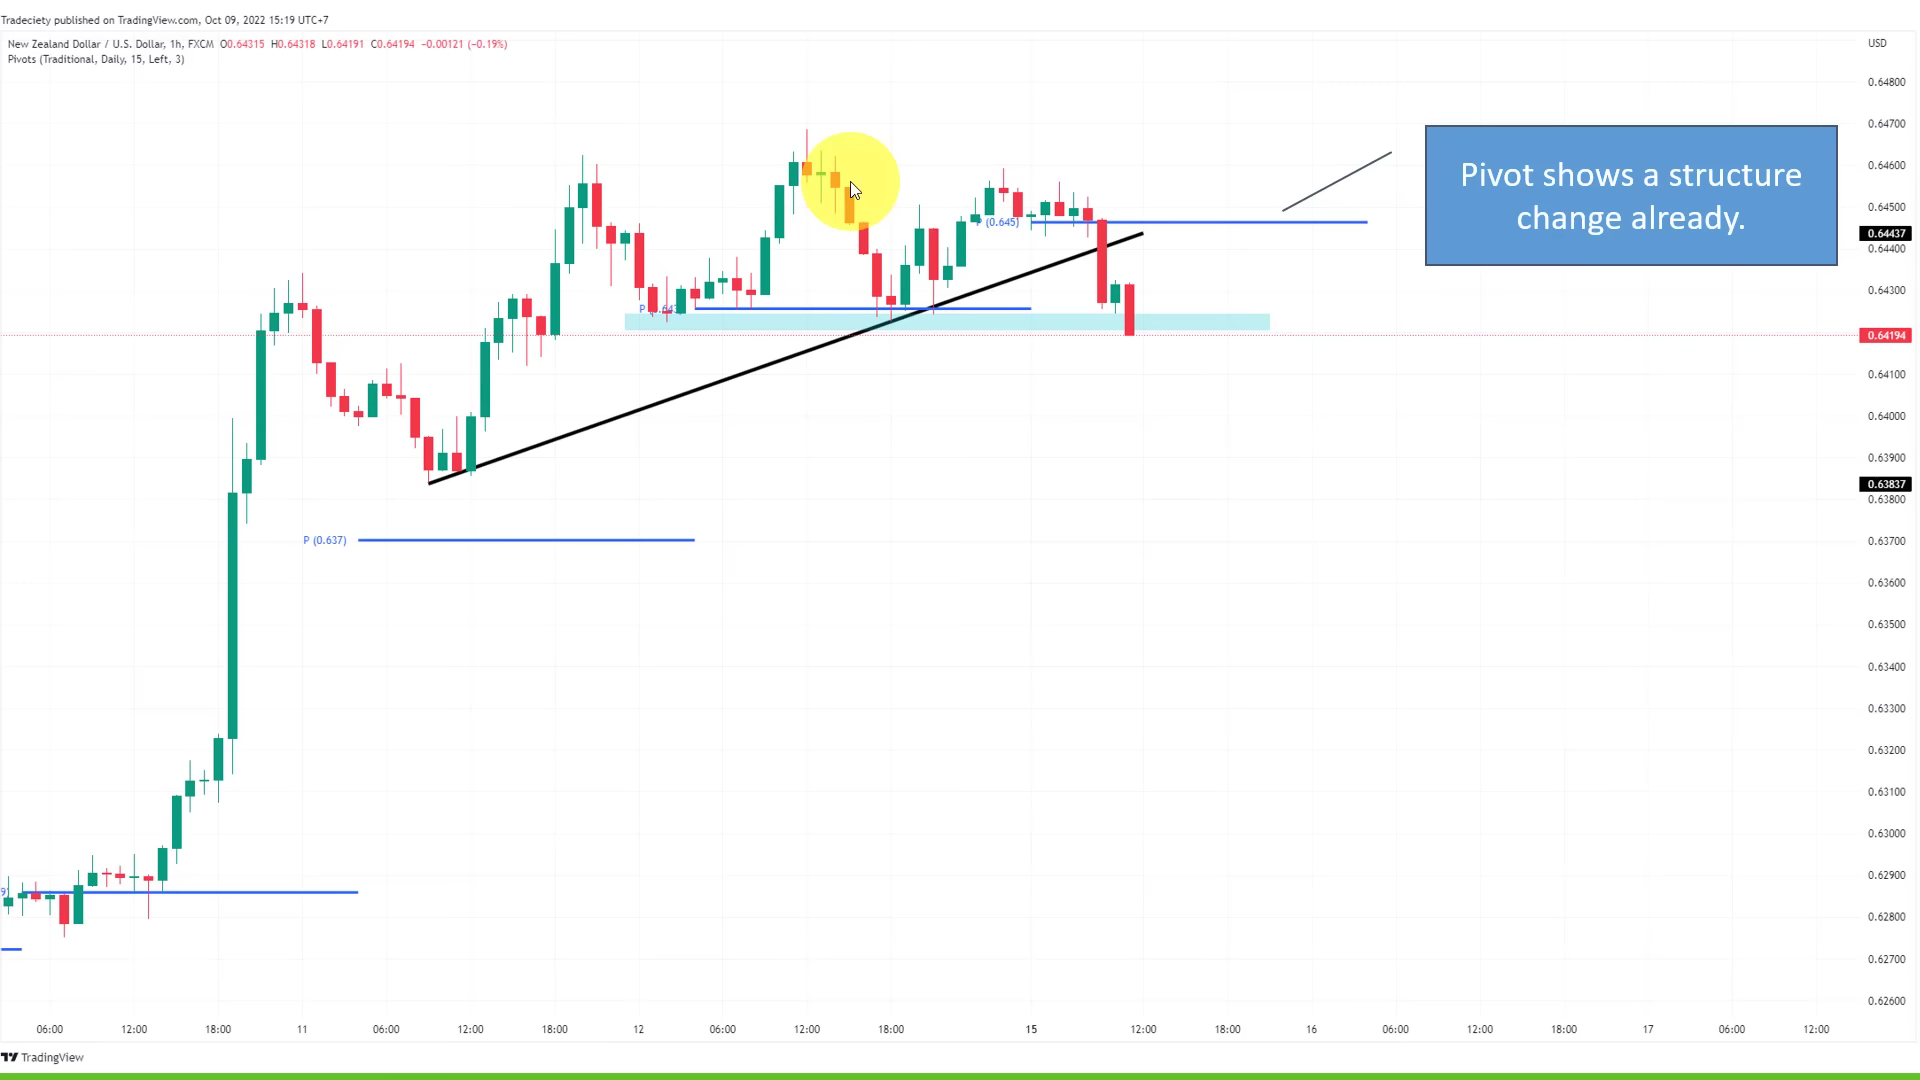 Tradeciety published on TradingView.com, Oct 09, 2022 15:19 UTC+7
New Zealand Dollar / U.S. Dollar, 1h, FXCM O0.64315 H0.64318 L0.64191 C0.64194 −0.00121 (−0.19%)
Pivots (Traditional, Daily, 15, Left, 3)
USD
0.64800
0.64700
0.64600
Pivot shows a structure
change already.
0.64500
P (0.645)
0.64437
0.64400
0.64300
0.64194
0.64100
0.64000
0.63900
0.63837
0.63800
P (0.637)
0.63700
0.63600
0.63500
0.63400
0.63300
0.63200
0.63100
0.63000
0.62900
0.62800
0.62700
0.62600
06:00 12:00 18:00 11 06:00 12:00 18:00 12 06:00 12:00 18:00 15 12:00 18:00 16 06:00 12:00 18:00 17 06:00 12:00
TradingView